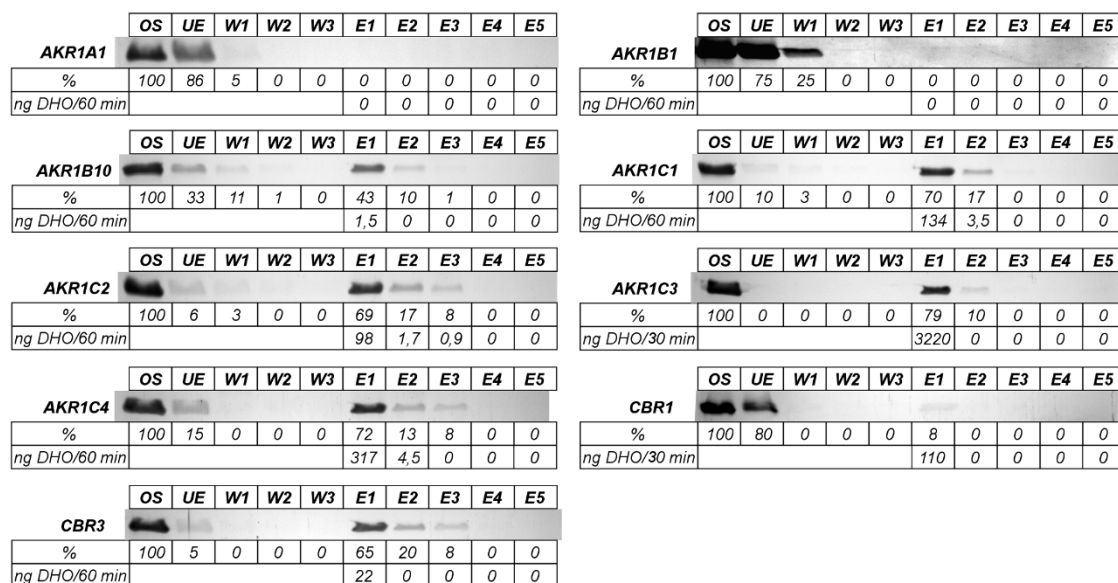 OS UE W1 W2 W3 E1 E2 E3 E4 E5
AKR1A1
% 100 86 5 0 0 0 0 0 0 0
ng DHO/60 min 0 0 0 0 0
OS UE W1 W2 W3 E1 E2 E3 E4 E5
AKR1B1
% 100 75 25 0 0 0 0 0 0 0
ng DHO/60 min 0 0 0 0 0
OS UE W1 W2 W3 E1 E2 E3 E4 E5
AKR1B10
% 100 33 11 1 0 43 10 1 0 0
ng DHO/60 min 1,5 0 0 0 0
OS UE W1 W2 W3 E1 E2 E3 E4 E5
AKR1C1
% 100 10 3 0 0 70 17 0 0 0
ng DHO/60 min 134 3,5 0 0 0
OS UE W1 W2 W3 E1 E2 E3 E4 E5
AKR1C2
% 100 6 3 0 0 69 17 8 0 0
ng DHO/60 min 98 1,7 0,9 0 0
OS UE W1 W2 W3 E1 E2 E3 E4 E5
AKR1C3
% 100 0 0 0 0 79 10 0 0 0
ng DHO/30 min 3220 0 0 0 0
OS UE W1 W2 W3 E1 E2 E3 E4 E5
AKR1C4
% 100 15 0 0 0 72 13 8 0 0
ng DHO/60 min 317 4,5 0 0 0
OS UE W1 W2 W3 E1 E2 E3 E4 E5
CBR1
% 100 80 0 0 0 8 0 0 0 0
ng DHO/30 min 110 0 0 0 0
OS UE W1 W2 W3 E1 E2 E3 E4 E5
CBR3
% 100 5 0 0 0 65 20 8 0 0
ng DHO/60 min 22 0 0 0 0